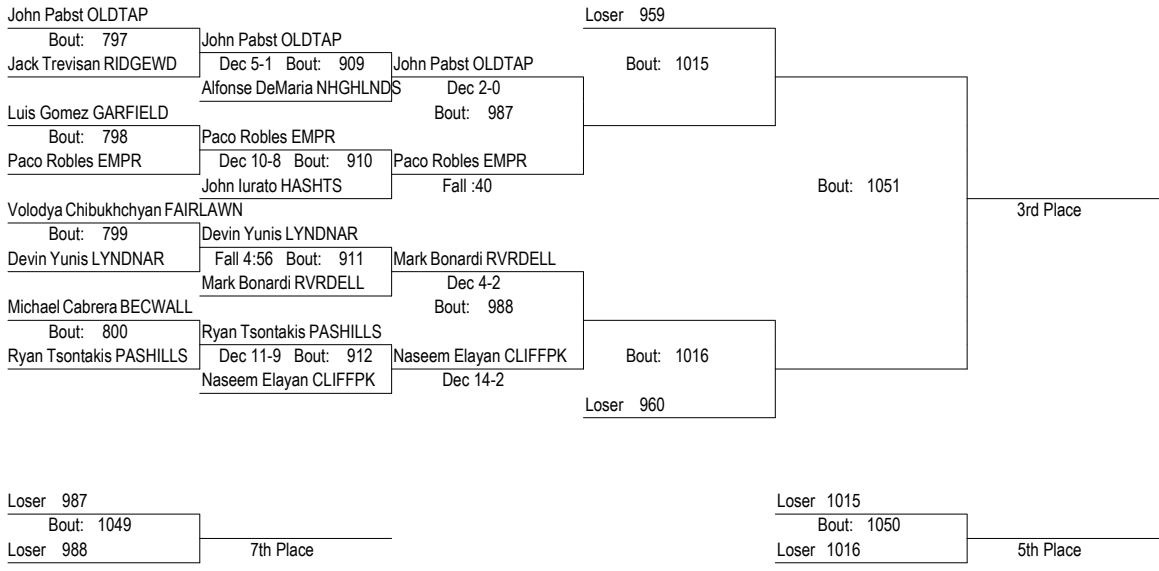 John Pabst OLDTAP
Bout: 797
Jack Trevisan RIDGEWD
Luis Gomez GARFIELD
Bout: 798
Paco Robles EMPR
Volodya Chibukhchyan FAIRLAWN
Bout: 799
Devin Yunis LYNDNAR
Michael Cabrera BECWALL
Bout: 800
Ryan Tsontakis PASHILLS
John Pabst OLDTAP
Dec 5-1 Bout: 909
Alfonse DeMaria NHGHLNDS
Paco Robles EMPR
Dec 10-8 Bout: 910
John Iurato HASHTS
Devin Yunis LYNDNAR
Fall 4:56 Bout: 911
Mark Bonardi RVRDELL
Ryan Tsontakis PASHILLS
Dec 11-9 Bout: 912
Naseem Elayan CLIFFPK
John Pabst OLDTAP
Dec 2-0
Bout: 987
Paco Robles EMPR
Fall :40
Mark Bonardi RVRDELL
Dec 4-2
Bout: 988
Naseem Elayan CLIFFPK
Dec 14-2
Loser 959
Bout: 1015
Bout: 1016
Loser 960
Bout: 1051
3rd Place
Loser 987
Bout: 1049
Loser 988
7th Place
Loser 1015
Bout: 1050
Loser 1016
5th Place